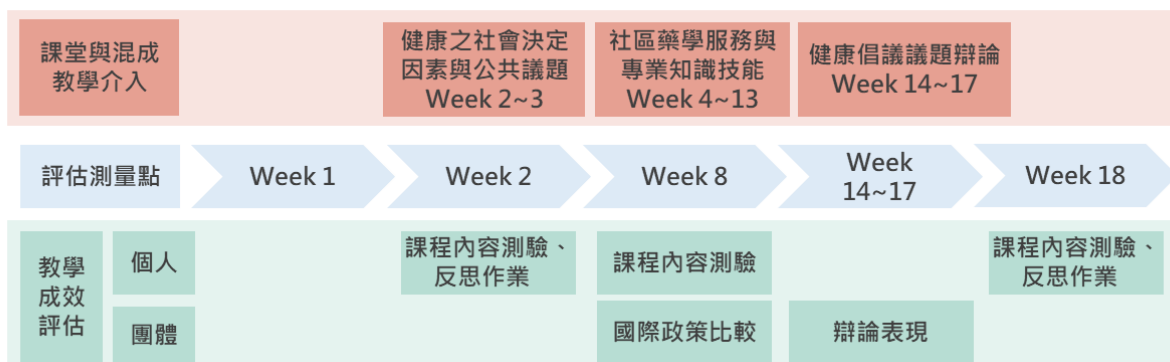 課堂與混成
教學介入
健康之社會決定
因素與公共議題
Week 2~3
社區藥學服務與
專業知識技能
Week 4~13
健康倡議議題辯論
Week 14~17
評估測量點
Week 1
Week 2
Week 8
Week
14~17
Week 18
教學
成效
評估
個人
課程內容測驗、
反思作業
課程內容測驗
課程內容測驗、
反思作業
團體
國際政策比較
辯論表現